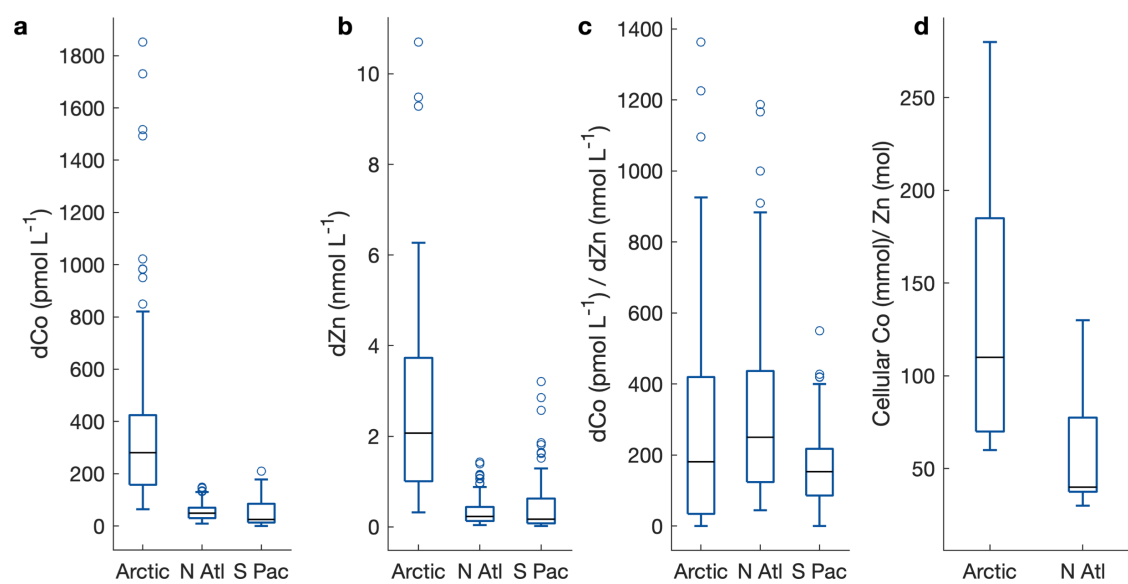 a
dCo (pmol L⁻¹)
1800
1600
1400
1200
1000
800
600
400
200
0
Arctic N Atl S Pac
b
dZn (nmol L⁻¹)
10
8
6
4
2
0
Arctic N Atl S Pac
c
dCo (pmol L⁻¹) / dZn (nmol L⁻¹)
1400
1200
1000
800
600
400
200
0
Arctic N Atl S Pac
d
Cellular Co (mmol)/ Zn (mol)
250
200
150
100
50
Arctic N Atl